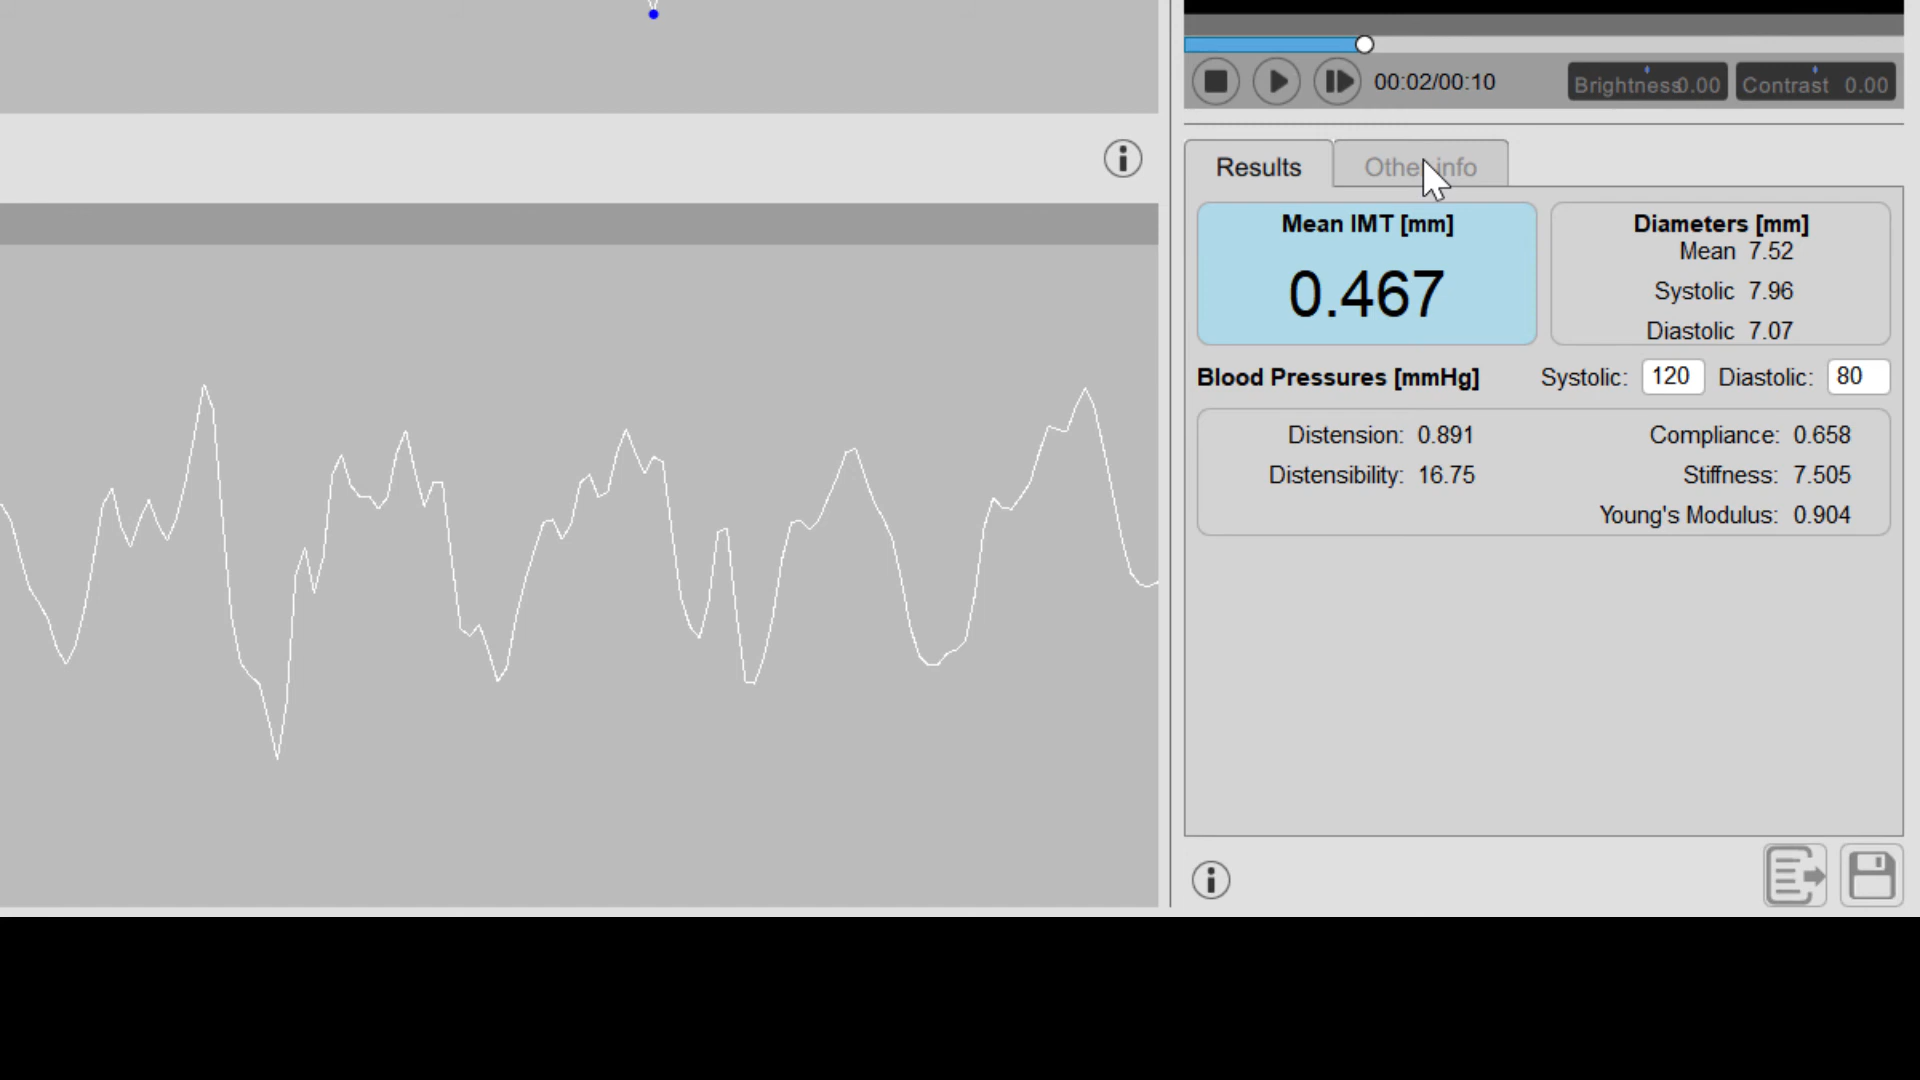 00:02/00:10
Brightness 0.00
Contrast 0.00
Results
Other info
Mean IMT [mm]
0.467
Diameters [mm]
Mean 7.52
Systolic 7.96
Diastolic 7.07
Blood Pressures [mmHg] Systolic: 120 Diastolic: 80
Distension: 0.891 Compliance: 0.658
Distensibility: 16.75 Stiffness: 7.505
Young's Modulus: 0.904